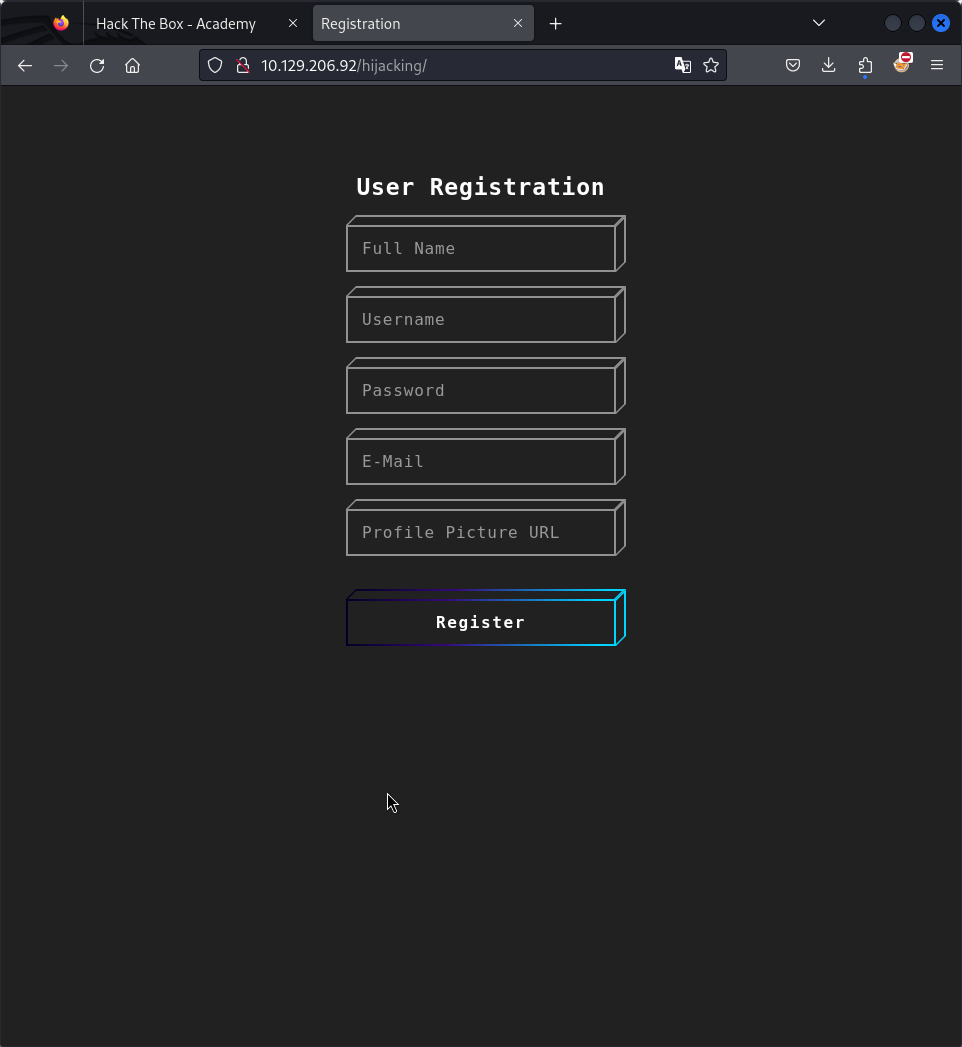 Hack The Box - Academy
Registration
10.129.206.92/hijacking/
User Registration
Full Name
Username
Password
E-Mail
Profile Picture URL
Register